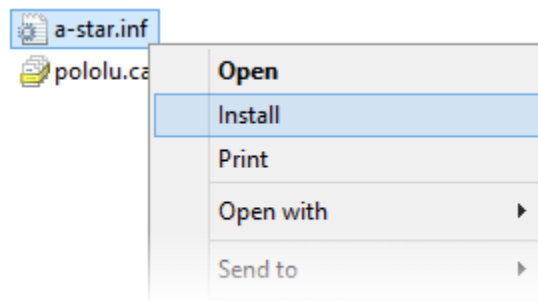 a-star.inf
pololu.ca
Open
Install
Print
Open with
Send to